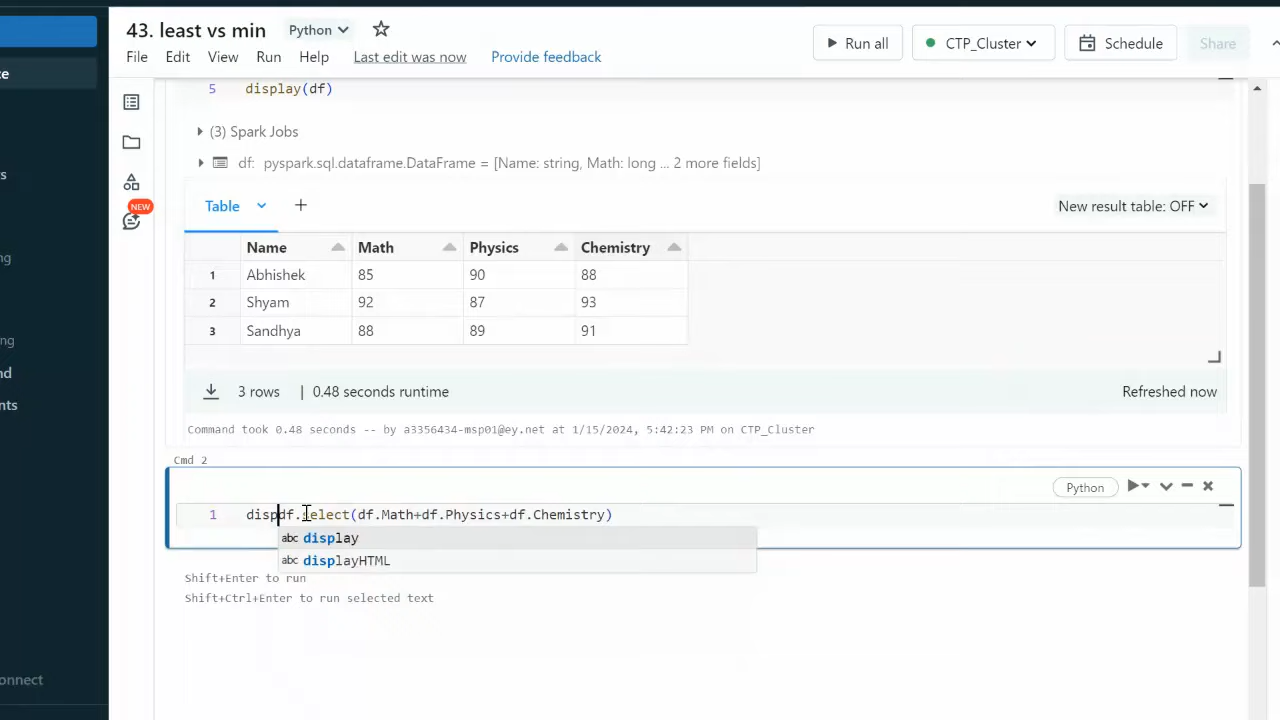 43. least vs min Python
Run all CTP_Cluster Schedule Share
File Edit View Run Help Last edit was now Provide feedback
ce
5 display(df)
(3) Spark Jobs
df: pyspark.sql.dataframe.DataFrame = [Name: string, Math: long ... 2 more fields]
s
NEW
Table + New result table: OFF
Name Math Physics Chemistry
ng
1 Abhishek 85 90 88
2 Shyam 92 87 93
3 Sandhya 88 89 91
ng
nd
3 rows | 0.48 seconds runtime Refreshed now
nts
Command took 0.48 seconds -- by a3356434-msp01@ey.net at 1/15/2024, 5:42:23 PM on CTP_Cluster
Cmd 2
Python
1 dispdf.select(df.Math+df.Physics+df.Chemistry)
abc display
abc displayHTML
Shift+Enter to run
Shift+Ctrl+Enter to run selected text
onnect